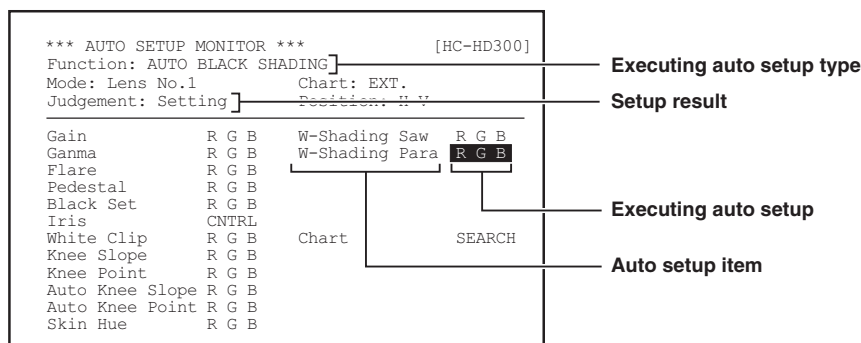 *** AUTO SETUP MONITOR *** [HC-HD300]
Function: AUTO BLACK SHADING
Executing auto setup type
Mode: Lens No.1 Chart: EXT.
Judgement: Setting Position: H V
Setup result
Gain R G B W-Shading Saw R G B
Ganma R G B W-Shading Para R G B
Flare R G B
Pedestal R G B
Black Set R G B
Executing auto setup
Iris CNTRL
White Clip R G B Chart SEARCH
Knee Slope R G B
Auto setup item
Knee Point R G B
Auto Knee Slope R G B
Auto Knee Point R G B
Skin Hue R G B